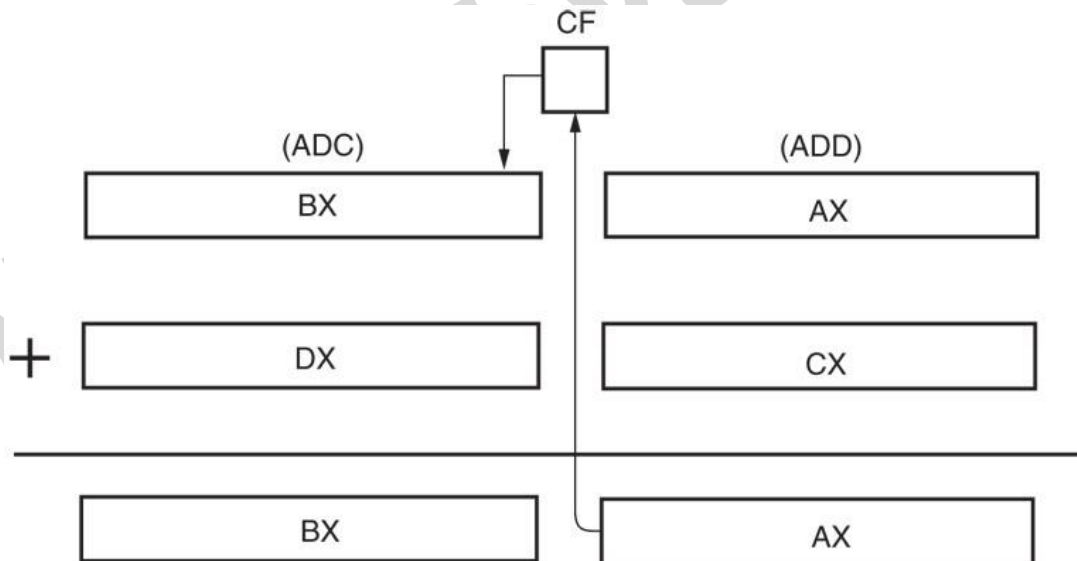 CF
(ADC) (ADD)
BX AX
+ DX CX
BX AX